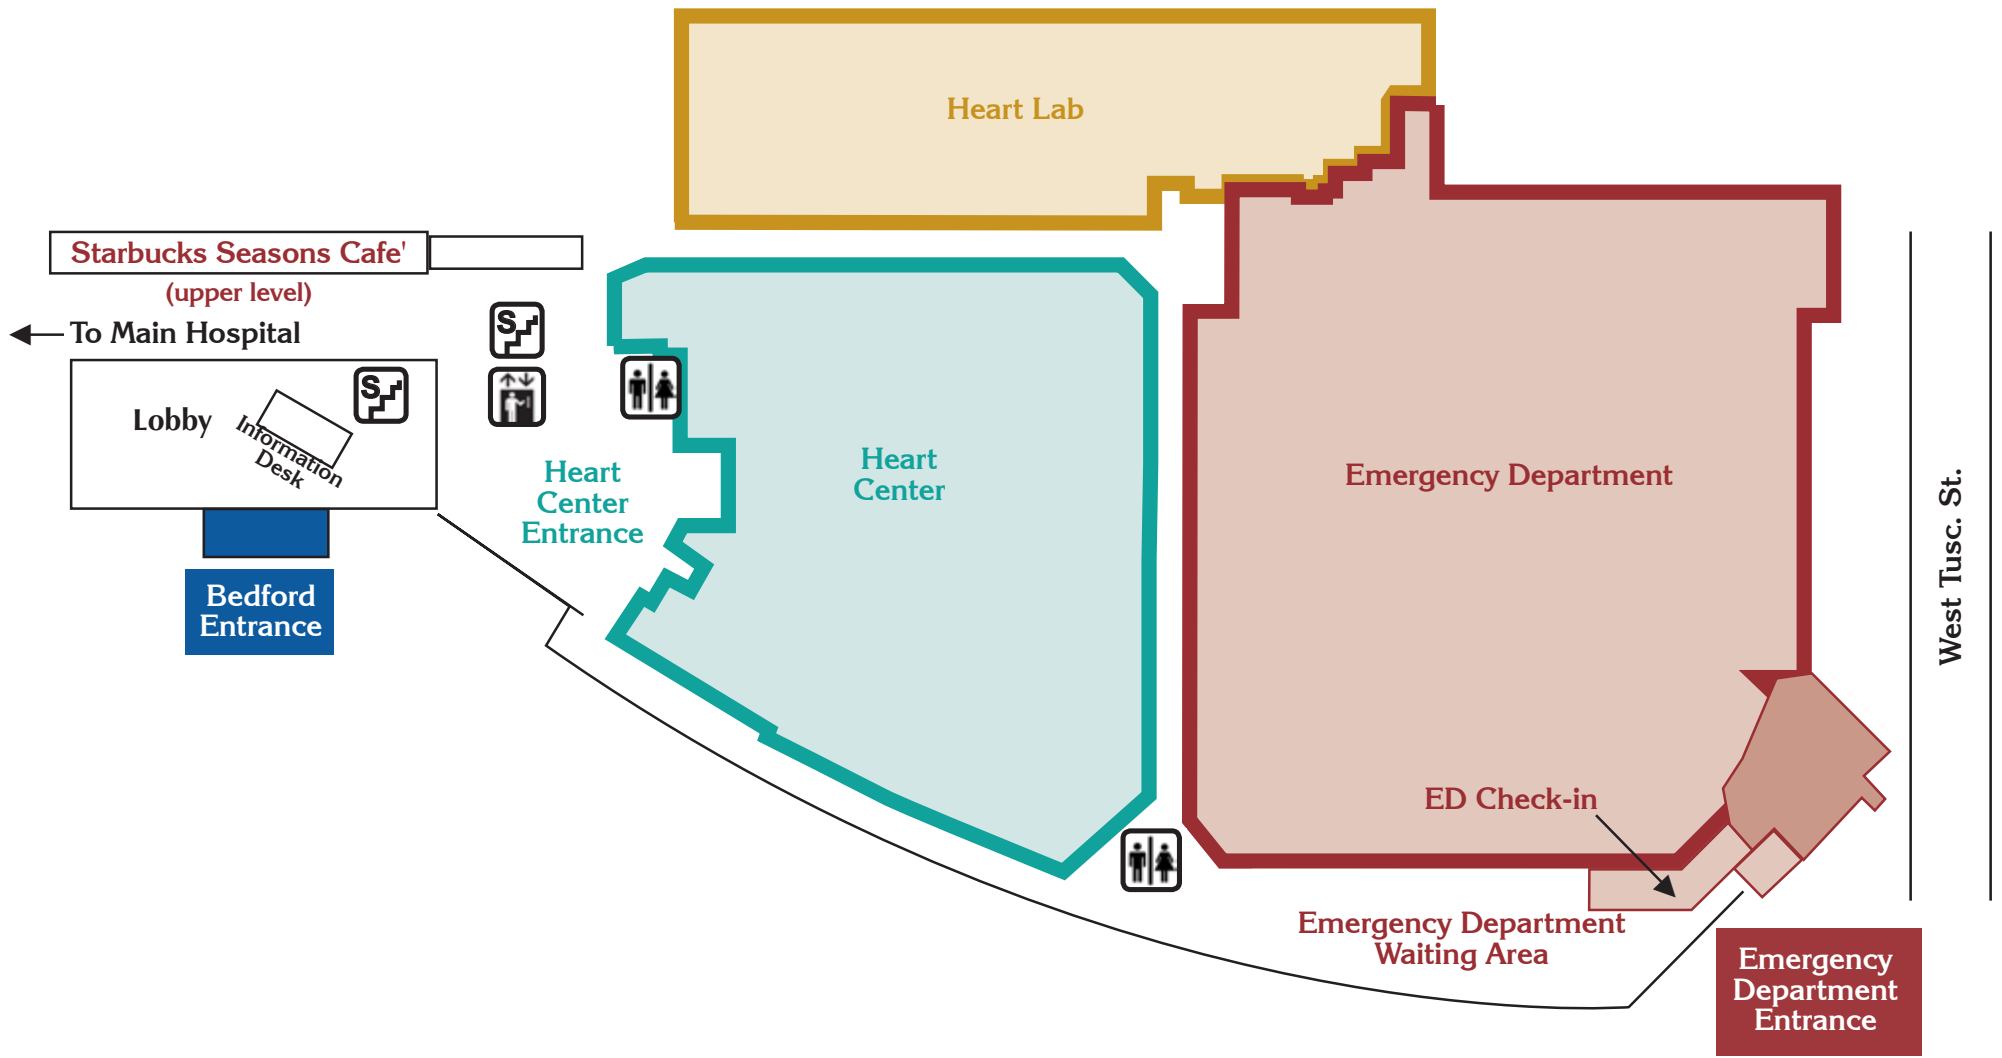 Heart Lab
Starbucks Seasons Cafe'
(upper level)
To Main Hospital
S
S
Lobby
Information
Desk
Heart
Center
Entrance
Heart
Center
Emergency Department
West Tusc. St.
Bedford
Entrance
ED Check-in
Emergency Department
Waiting Area
Emergency
Department
Entrance